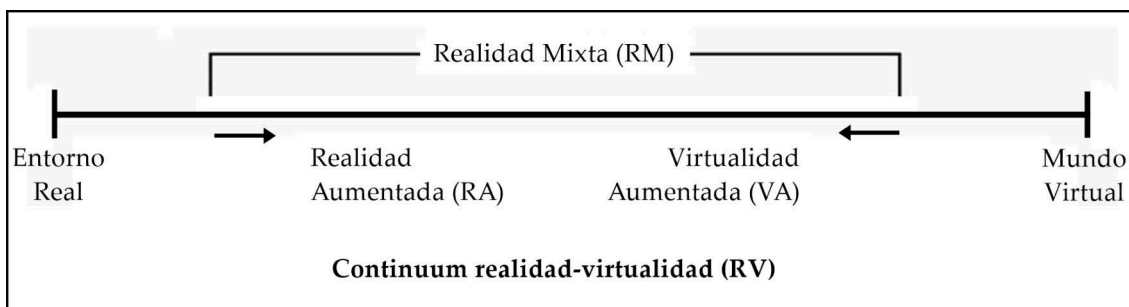 Realidad Mixta (RM)
Entorno
Real
Realidad
Aumentada (RA)
Virtualidad
Aumentada (VA)
Mundo
Virtual
Continuum realidad-virtualidad (RV)